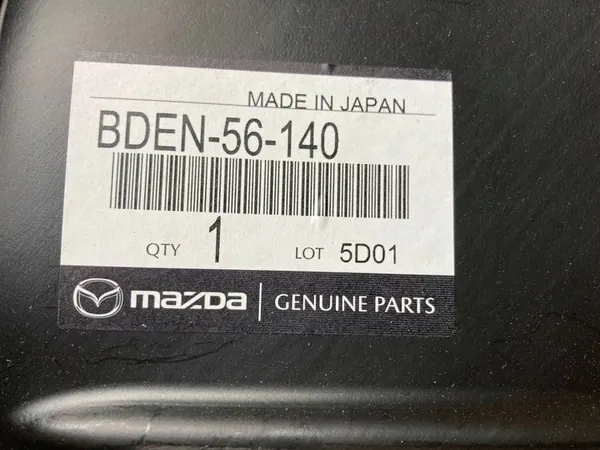 MADE IN JAPAN
BDEN-56-140
QTY 1 LOT 5D01
mazda GENUINE PARTS